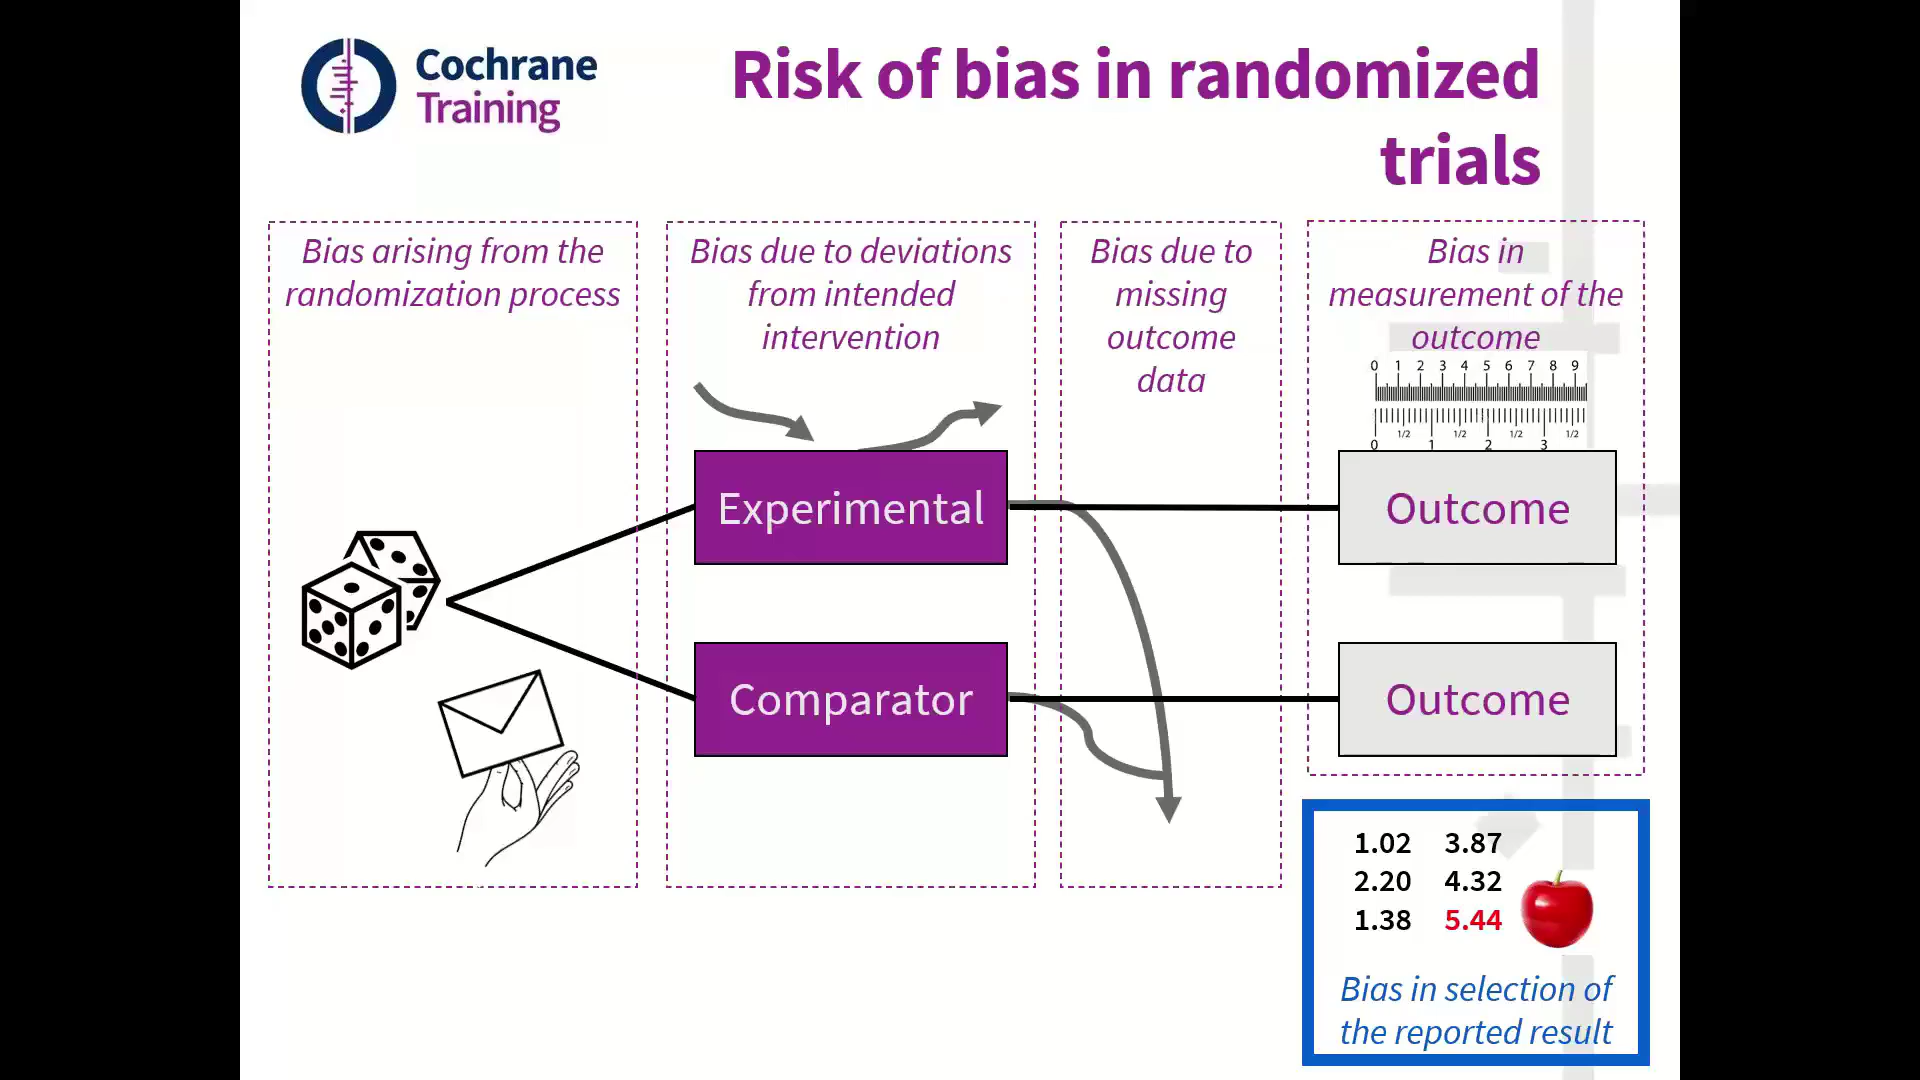 Cochrane
Training
Risk of bias in randomized
trials
Bias arising from the
randomization process
Bias due to deviations
from intended
intervention
Bias due to
missing
outcome
data
Bias in
measurement of the
outcome
0 1 2 3 4 5 6 7 8 9
1/2 1/2 1/2 1/2
0 1 2 3
Experimental
Outcome
Comparator
Outcome
1.02 3.87
2.20 4.32
1.38 5.44
Bias in selection of
the reported result